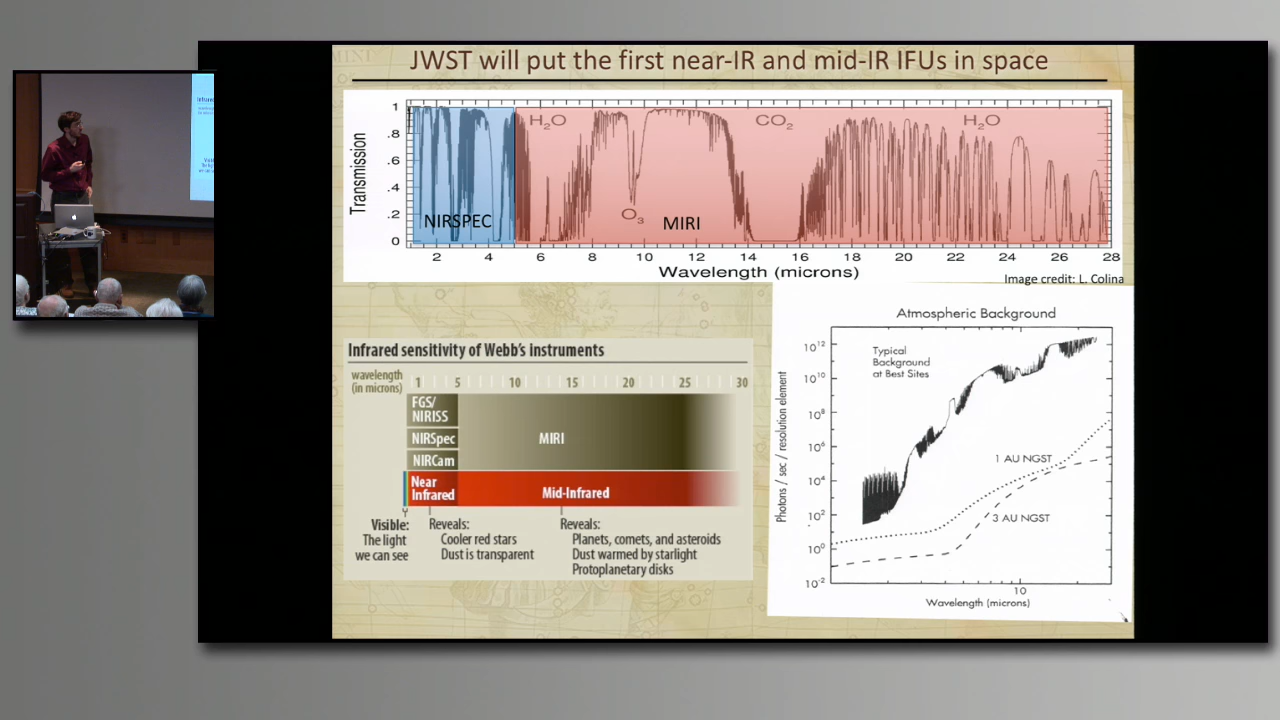 JWST will put the first near-IR and mid-IR IFUs in space
Transmission
1
.8
.6
.4
.2
0
H2O
CO2
H2O
O3
NIRSPEC
MIRI
2 4 6 8 10 12 14 16 18 20 22 24 26 28
Wavelength (microns)
Image credit: L. Colina
Infrared sensitivity of Webb's instruments
wavelength
(in microns)
1 5 10 15 20 25 30
FGS/
NIRISS
NIRSpec
MIRI
NIRCam
Near
Infrared
Mid-Infrared
Visible:
The light
we can see
Reveals:
Cooler red stars
Dust is transparent
Reveals:
Planets, comets, and asteroids
Dust warmed by starlight
Protoplanetary disks
Atmospheric Background
Typical
Background
at Best Sites
Photons / sec / resolution element
10^12
10^10
10^8
10^6
10^4
10^2
10^0
10^-2
1 AU NGST
3 AU NGST
10
Wavelength (microns)